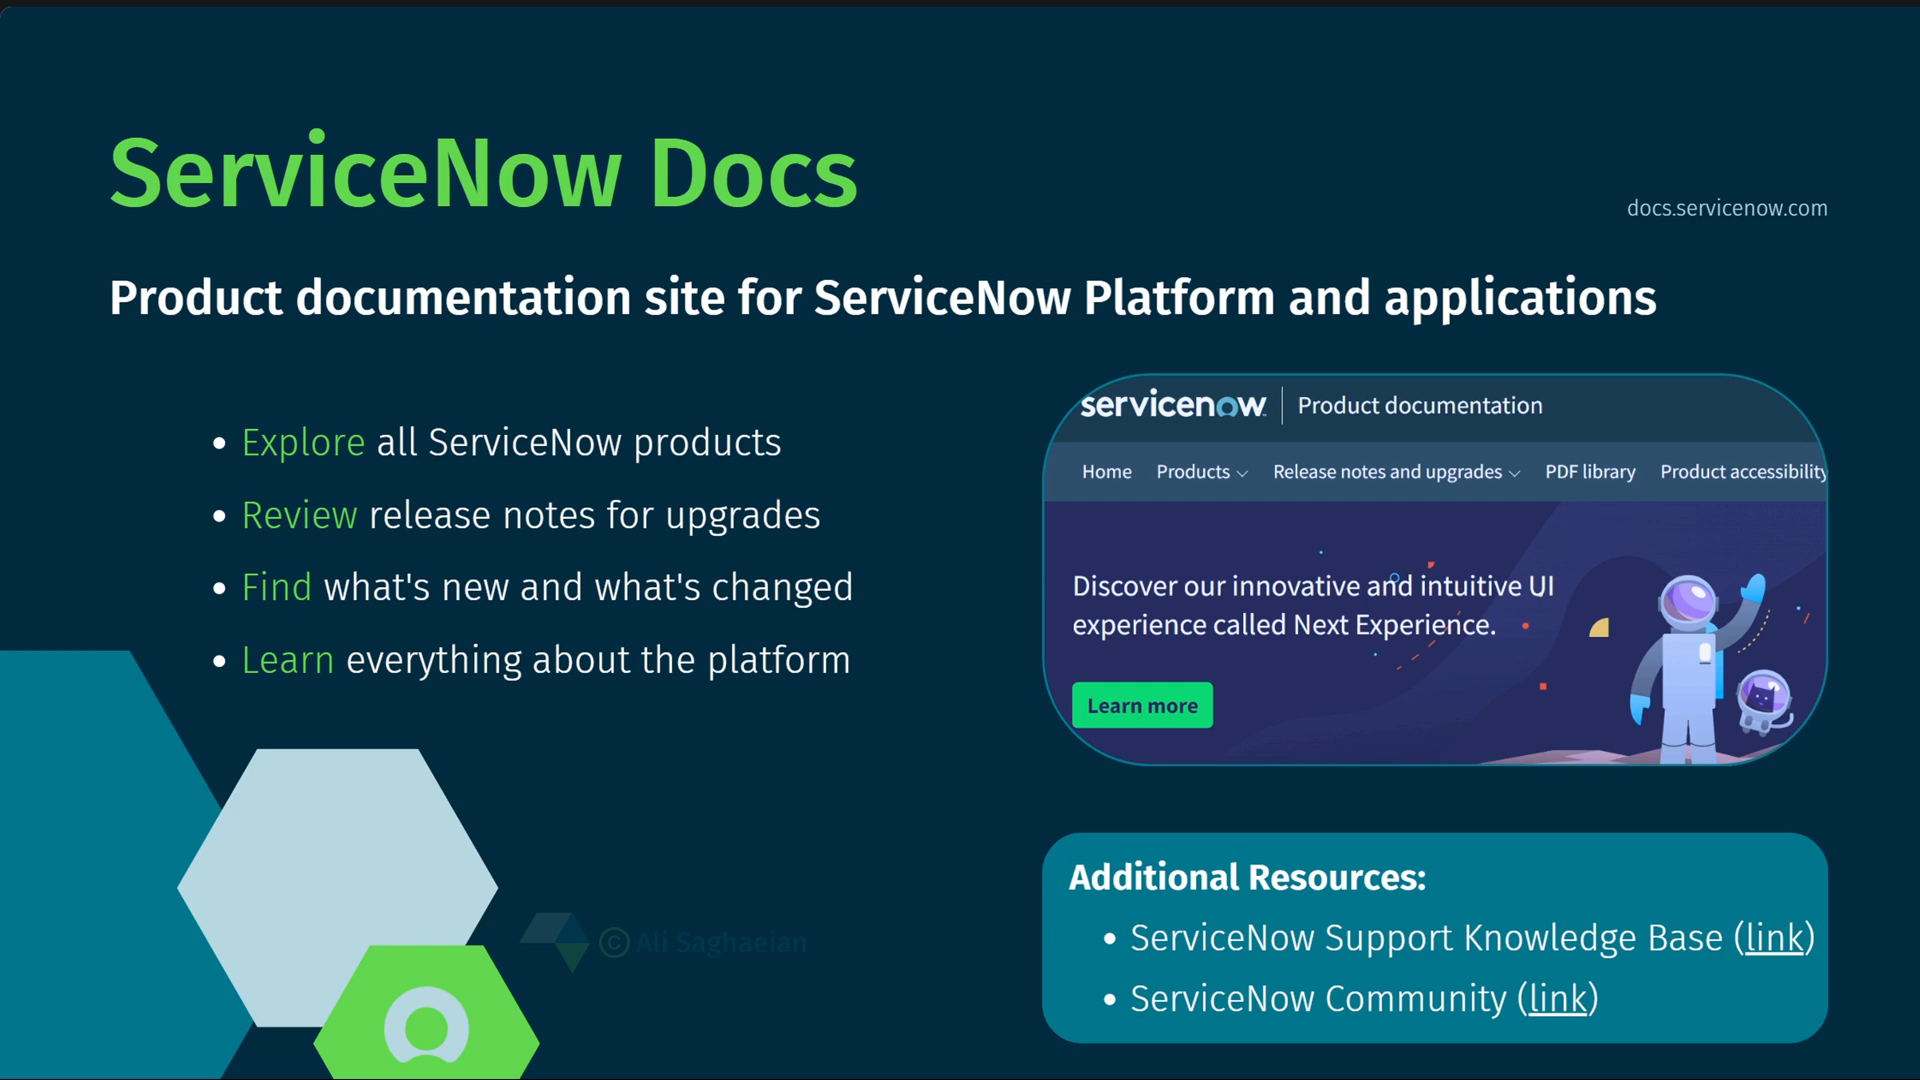 ServiceNow Docs
docs.servicenow.com
Product documentation site for ServiceNow Platform and applications
• Explore all ServiceNow products
• Review release notes for upgrades
• Find what's new and what's changed
• Learn everything about the platform
servicenow | Product documentation
Home Products Release notes and upgrades PDF library Product accessibility
Discover our innovative and intuitive UI
experience called Next Experience.
Learn more
Additional Resources:
• ServiceNow Support Knowledge Base (link)
• ServiceNow Community (link)
© Ali Saghaeian